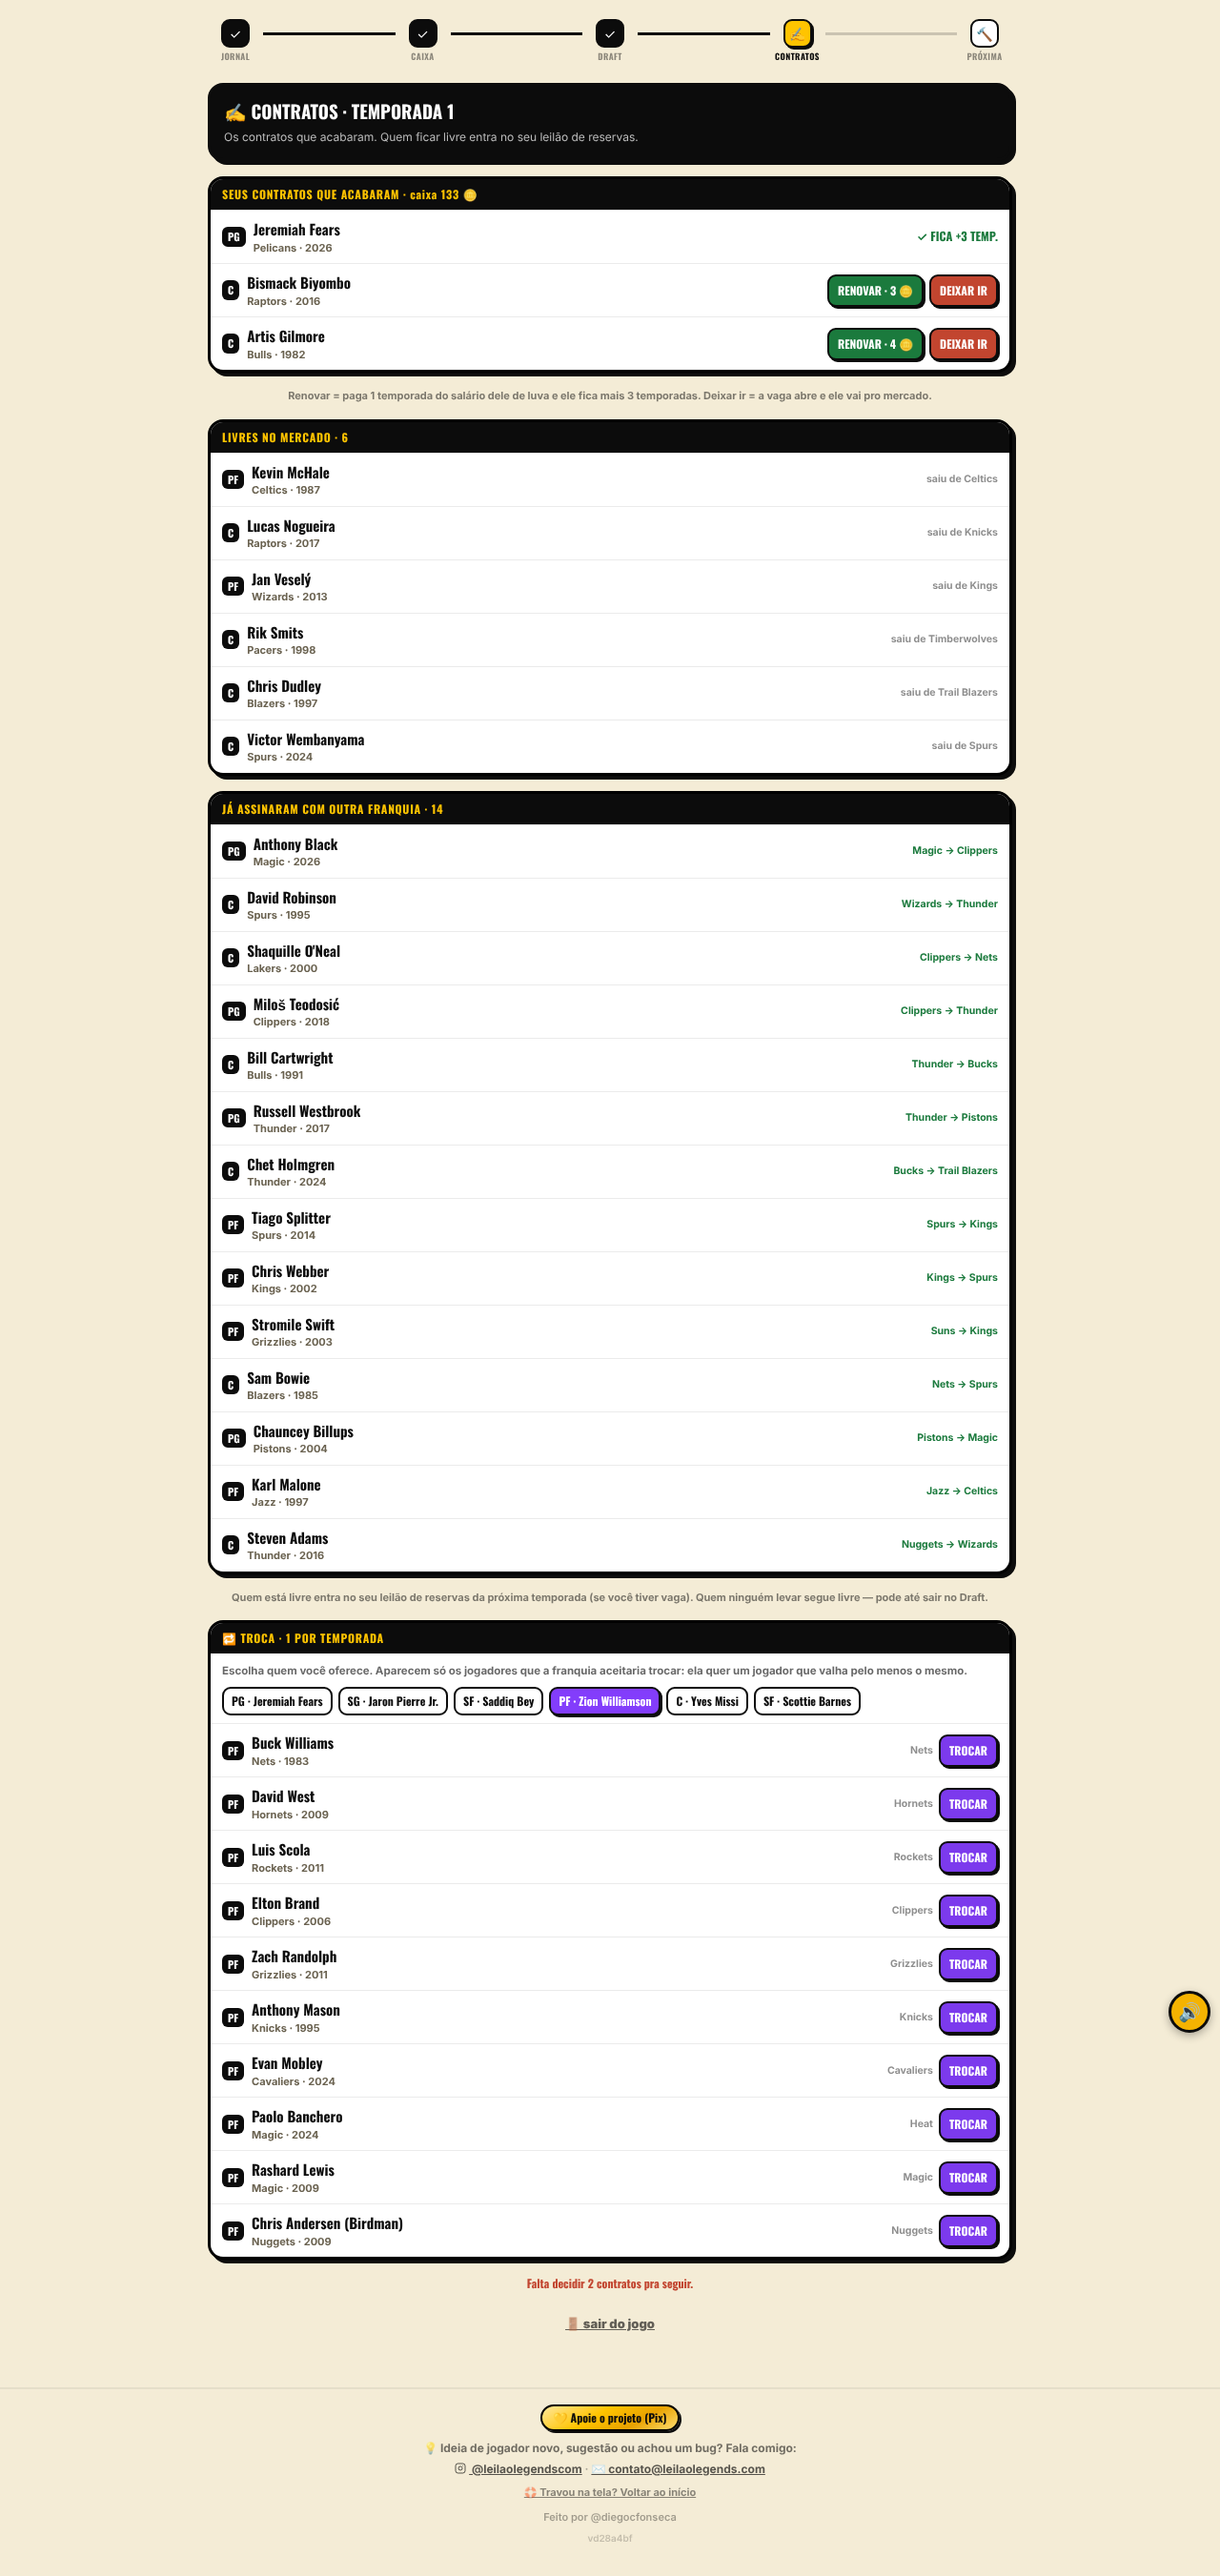 JORNAL
CAIXA
DRAFT
CONTRATOS
PRÓXIMA
✍️ CONTRATOS · TEMPORADA 1
Os contratos que acabaram. Quem ficar livre entra no seu leilão de reservas.
SEUS CONTRATOS QUE ACABARAM · caixa 133 🪙
PG Jeremiah Fears ✓ FICA +3 TEMP.
Pelicans · 2026
C Bismack Biyombo RENOVAR · 3 🪙 DEIXAR IR
Raptors · 2016
C Artis Gilmore RENOVAR · 4 🪙 DEIXAR IR
Bulls · 1982
Renovar = paga 1 temporada do salário dele de luva e ele fica mais 3 temporadas. Deixar ir = a vaga abre e ele vai pro mercado.
LIVRES NO MERCADO · 6
PF Kevin McHale saiu de Celtics
Celtics · 1987
C Lucas Nogueira saiu de Knicks
Raptors · 2017
PF Jan Veselý saiu de Kings
Wizards · 2013
C Rik Smits saiu de Timberwolves
Pacers · 1998
C Chris Dudley saiu de Trail Blazers
Blazers · 1997
C Victor Wembanyama saiu de Spurs
Spurs · 2024
JÁ ASSINARAM COM OUTRA FRANQUIA · 14
PG Anthony Black Magic → Clippers
Magic · 2026
C David Robinson Wizards → Thunder
Spurs · 1995
C Shaquille O'Neal Clippers → Nets
Lakers · 2000
PG Miloš Teodosić Clippers → Thunder
Clippers · 2018
C Bill Cartwright Thunder → Bucks
Bulls · 1991
PG Russell Westbrook Thunder → Pistons
Thunder · 2017
C Chet Holmgren Bucks → Trail Blazers
Thunder · 2024
PF Tiago Splitter Spurs → Kings
Spurs · 2014
PF Chris Webber Kings → Spurs
Kings · 2002
PF Stromile Swift Suns → Kings
Grizzlies · 2003
C Sam Bowie Nets → Spurs
Blazers · 1985
PG Chauncey Billups Pistons → Magic
Pistons · 2004
PF Karl Malone Jazz → Celtics
Jazz · 1997
C Steven Adams Nuggets → Wizards
Thunder · 2016
Quem está livre entra no seu leilão de reservas da próxima temporada (se você tiver vaga). Quem ninguém levar segue livre — pode até sair no Draft.
🔁 TROCA · 1 POR TEMPORADA
Escolha quem você oferece. Aparecem só os jogadores que a franquia aceitaria trocar: ela quer um jogador que valha pelo menos o mesmo.
PG · Jeremiah Fears SG · Jaron Pierre Jr. SF · Saddiq Bey PF · Zion Williamson C · Yves Missi SF · Scottie Barnes
PF Buck Williams Nets TROCAR
Nets · 1983
PF David West Hornets TROCAR
Hornets · 2009
PF Luis Scola Rockets TROCAR
Rockets · 2011
PF Elton Brand Clippers TROCAR
Clippers · 2006
PF Zach Randolph Grizzlies TROCAR
Grizzlies · 2011
PF Anthony Mason Knicks TROCAR
Knicks · 1995
PF Evan Mobley Cavaliers TROCAR
Cavaliers · 2024
PF Paolo Banchero Heat TROCAR
Magic · 2024
PF Rashard Lewis Magic TROCAR
Magic · 2009
PF Chris Andersen (Birdman) Nuggets TROCAR
Nuggets · 2009
Falta decidir 2 contratos pra seguir.
🚪 sair do jogo
💛 Apoie o projeto (Pix)
💡 Ideia de jogador novo, sugestão ou achou um bug? Fala comigo:
@leilaolegendscom · ✉️ contato@leilaolegends.com
🛟 Travou na tela? Voltar ao início
Feito por @diegocfonseca
vd28a4bf